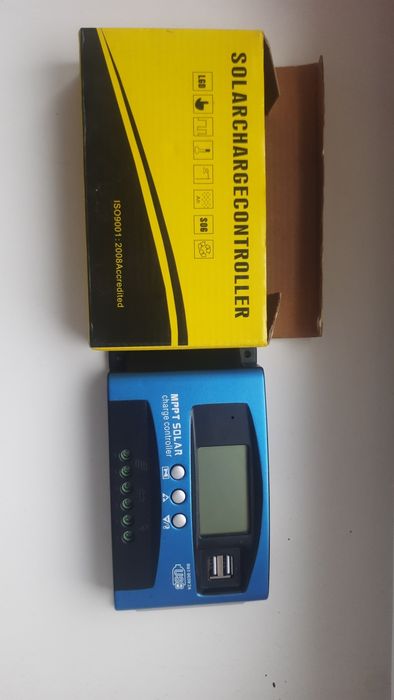 SOLARCHARGECONTROLLER
ISO9001:2008Accredited
MPPT SOLAR
charge controller